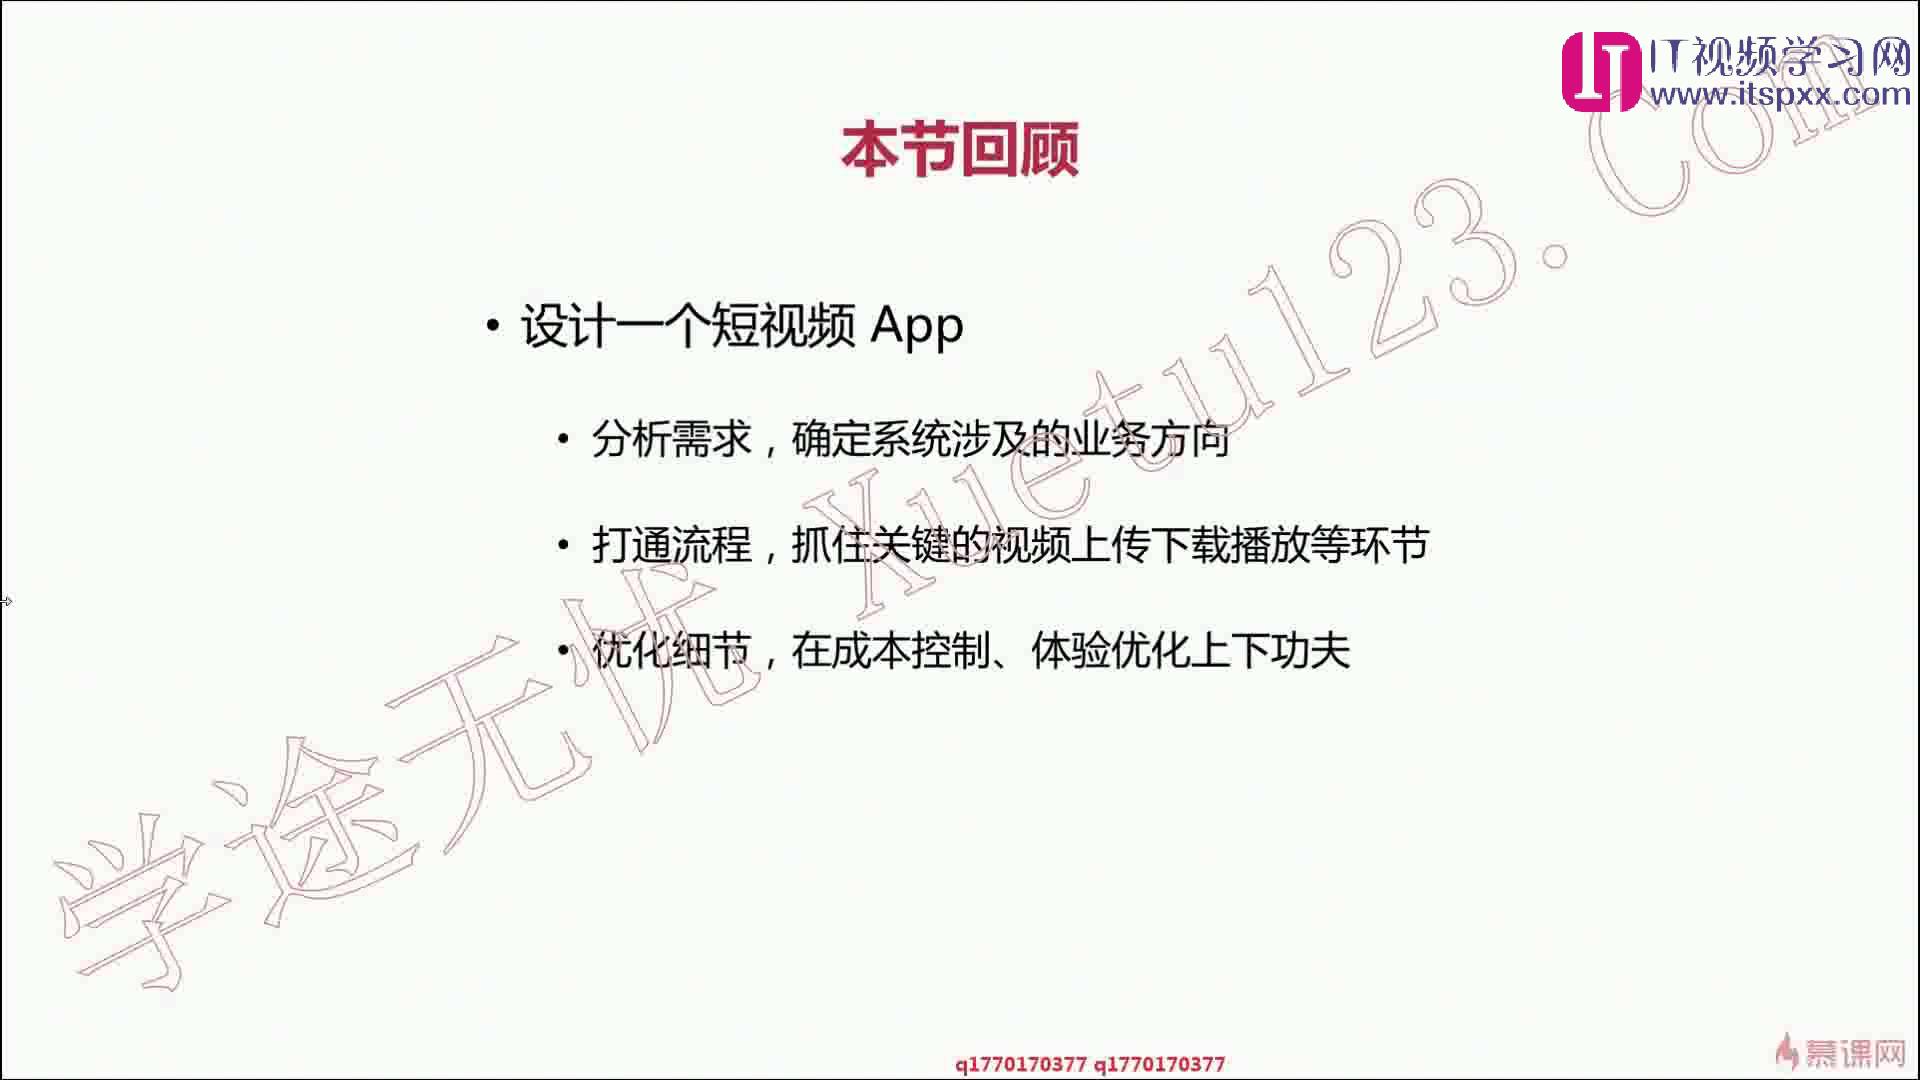 IT视频学习网
www.itspxx.com
本节回顾
• 设计一个短视频 App
• 分析需求，确定系统涉及的业务方向
• 打通流程，抓住关键的视频上传下载播放等环节
• 优化细节，在成本控制、体验优化上下功夫
学途无忧 Xuetu123.Com
q1770170377 q1770170377
慕课网